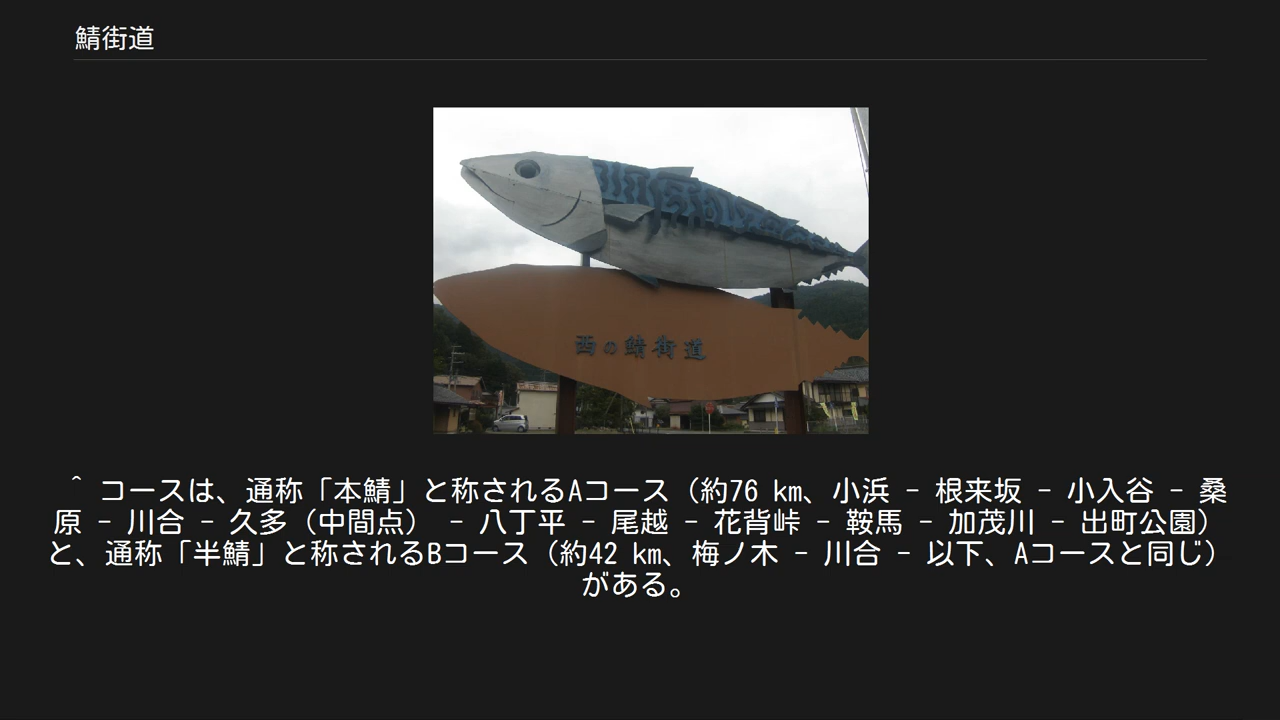 鯖街道
西の鯖街道
^ コースは、通称「本鯖」と称されるAコース（約76 km、小浜 - 根来坂 - 小入谷 - 桑
原 - 川合 - 久多（中間点） - 八丁平 - 尾越 - 花背峠 - 鞍馬 - 加茂川 - 出町公園）
と、通称「半鯖」と称されるBコース（約42 km、梅ノ木 - 川合 - 以下、Aコースと同じ）
がある。